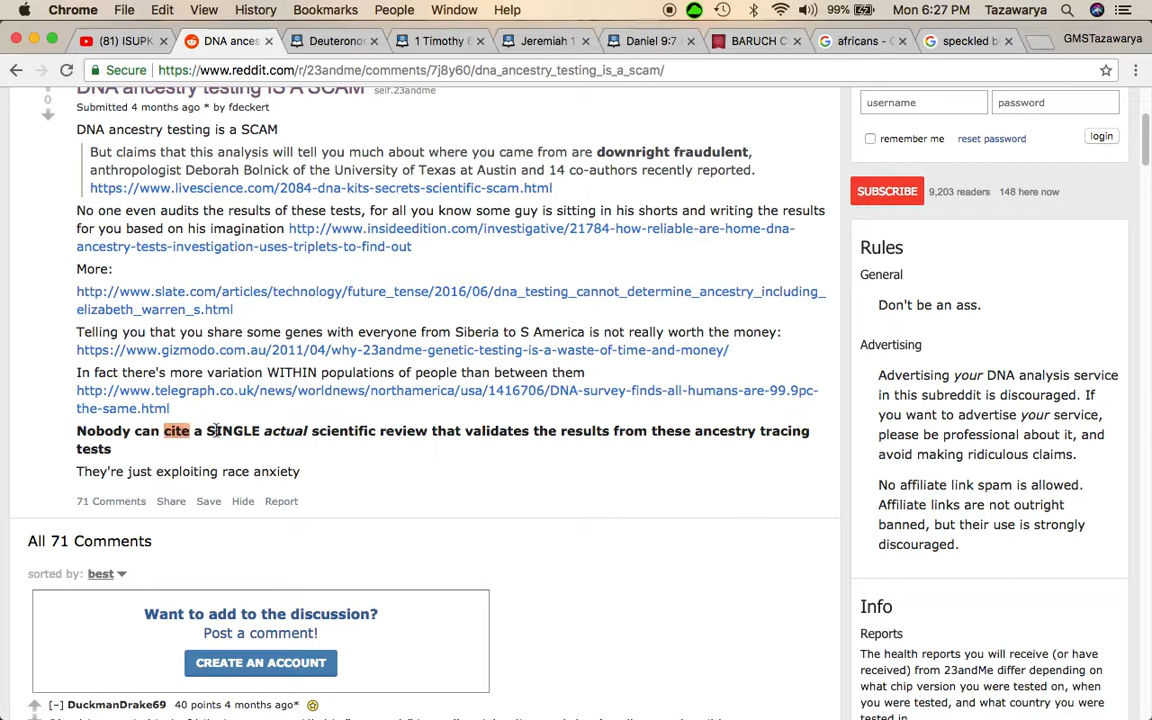 Chrome File Edit View History Bookmarks People Window Help 99% Mon 6:27 PM Tazawarya
(81) ISUPK DNA ances Deuterono 1 Timothy 6 Jeremiah 1 Daniel 9:7 BARUCH C africans - G speckled b GMSTazawarya
Secure https://www.reddit.com/r/23andme/comments/7j8y60/dna_ancestry_testing_is_a_scam/
DNA ancestry testing IS A SCAM self.23andme
0
Submitted 4 months ago * by fdeckert
DNA ancestry testing is a SCAM
But claims that this analysis will tell you much about where you came from are downright fraudulent,
anthropologist Deborah Bolnick of the University of Texas at Austin and 14 co-authors recently reported.
https://www.livescience.com/2084-dna-kits-secrets-scientific-scam.html
No one even audits the results of these tests, for all you know some guy is sitting in his shorts and writing the results
for you based on his imagination http://www.insideedition.com/investigative/21784-how-reliable-are-home-dna-
ancestry-tests-investigation-uses-triplets-to-find-out
More:
http://www.slate.com/articles/technology/future_tense/2016/06/dna_testing_cannot_determine_ancestry_including_
elizabeth_warren_s.html
Telling you that you share some genes with everyone from Siberia to S America is not really worth the money:
https://www.gizmodo.com.au/2011/04/why-23andme-genetic-testing-is-a-waste-of-time-and-money/
In fact there's more variation WITHIN populations of people than between them
http://www.telegraph.co.uk/news/worldnews/northamerica/usa/1416706/DNA-survey-finds-all-humans-are-99.9pc-
the-same.html
Nobody can cite a SINGLE actual scientific review that validates the results from these ancestry tracing
tests
They're just exploiting race anxiety
71 Comments Share Save Hide Report
All 71 Comments
sorted by: best
Want to add to the discussion?
Post a comment!
CREATE AN ACCOUNT
[–] DuckmanDrake69 40 points 4 months ago*
username password
remember me reset password login
SUBSCRIBE 9,203 readers 148 here now
Rules
General
Don't be an ass.
Advertising
Advertising your DNA analysis service
in this subreddit is discouraged. If
you want to advertise your service,
please be professional about it, and
avoid making ridiculous claims.
No affiliate link spam is allowed.
Affiliate links are not outright
banned, but their use is strongly
discouraged.
Info
Reports
The health reports you will receive (or have
received) from 23andMe differ depending on
what chip version you were tested on, when
you were tested, and what country you were
tested in.